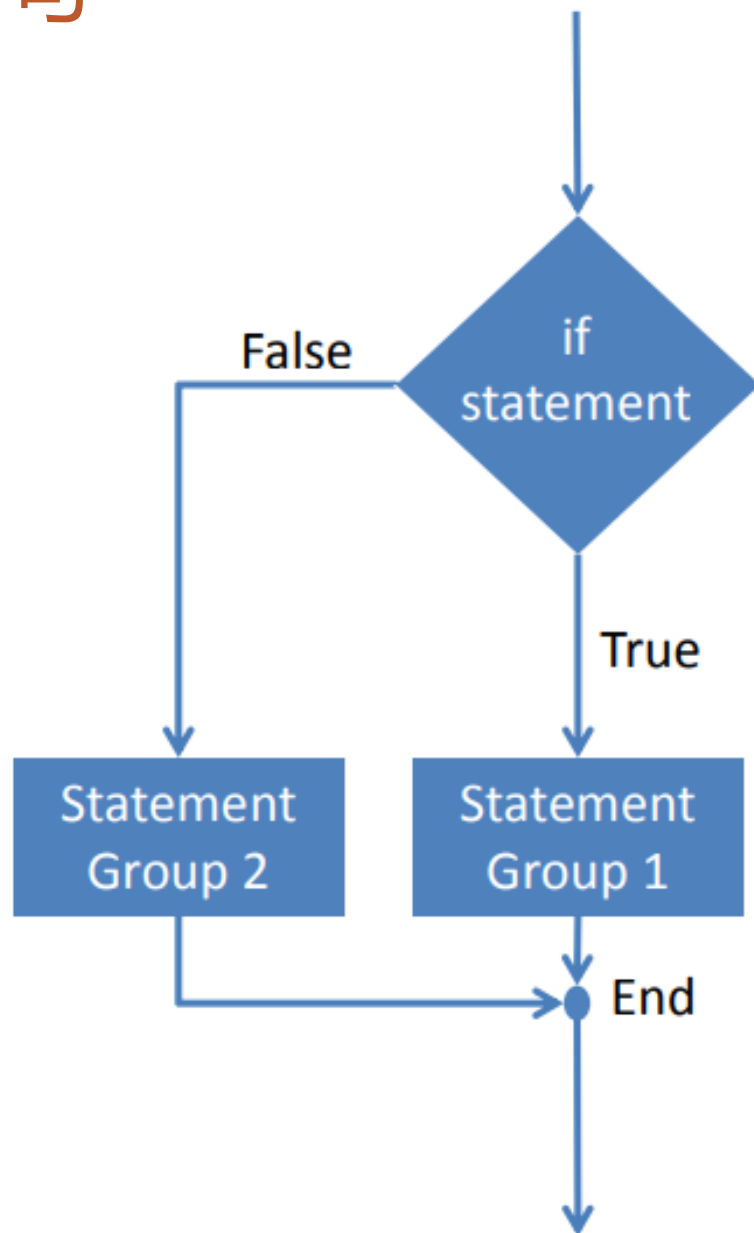 False
if
statement
True
Statement
Group 2
Statement
Group 1
End